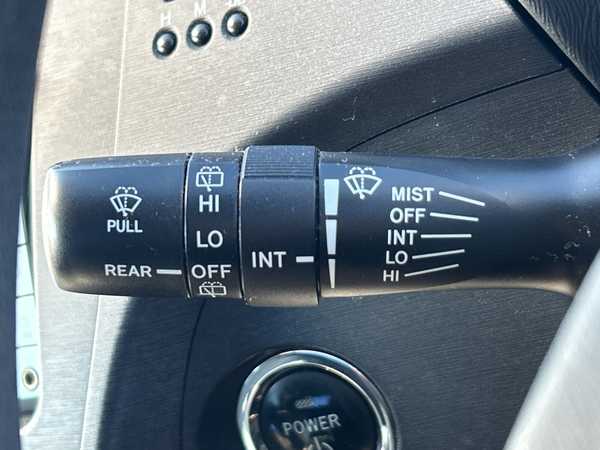 H M
PULL
REAR
HI
LO
OFF
INT
MIST
OFF
INT
LO
HI
POWER